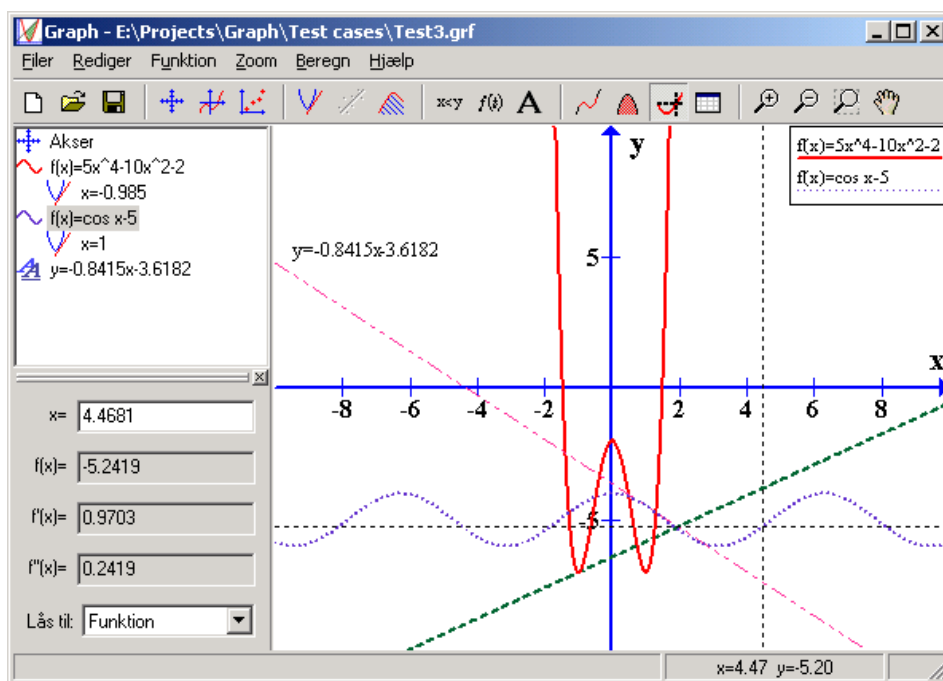 Graph - E:\Projects\Graph\Test cases\Test3.grf
Filer Rediger Funktion Zoom Beregn Hjælp
x<y f(x) A
Akser
f(x)=5x^4-10x^2-2
x=-0.985
f(x)=cos x-5
x=1
y=-0.8415x-3.6182
x= 4.4681
f(x)= -5.2419
f'(x)= 0.9703
f''(x)= 0.2419
Lås til: Funktion
y
f(x)=5x^4-10x^2-2
f(x)=cos x-5
y=-0.8415x-3.6182
5
x
-8 -6 -4 -2 2 4 6 8
-5
x=4.47 y=-5.20